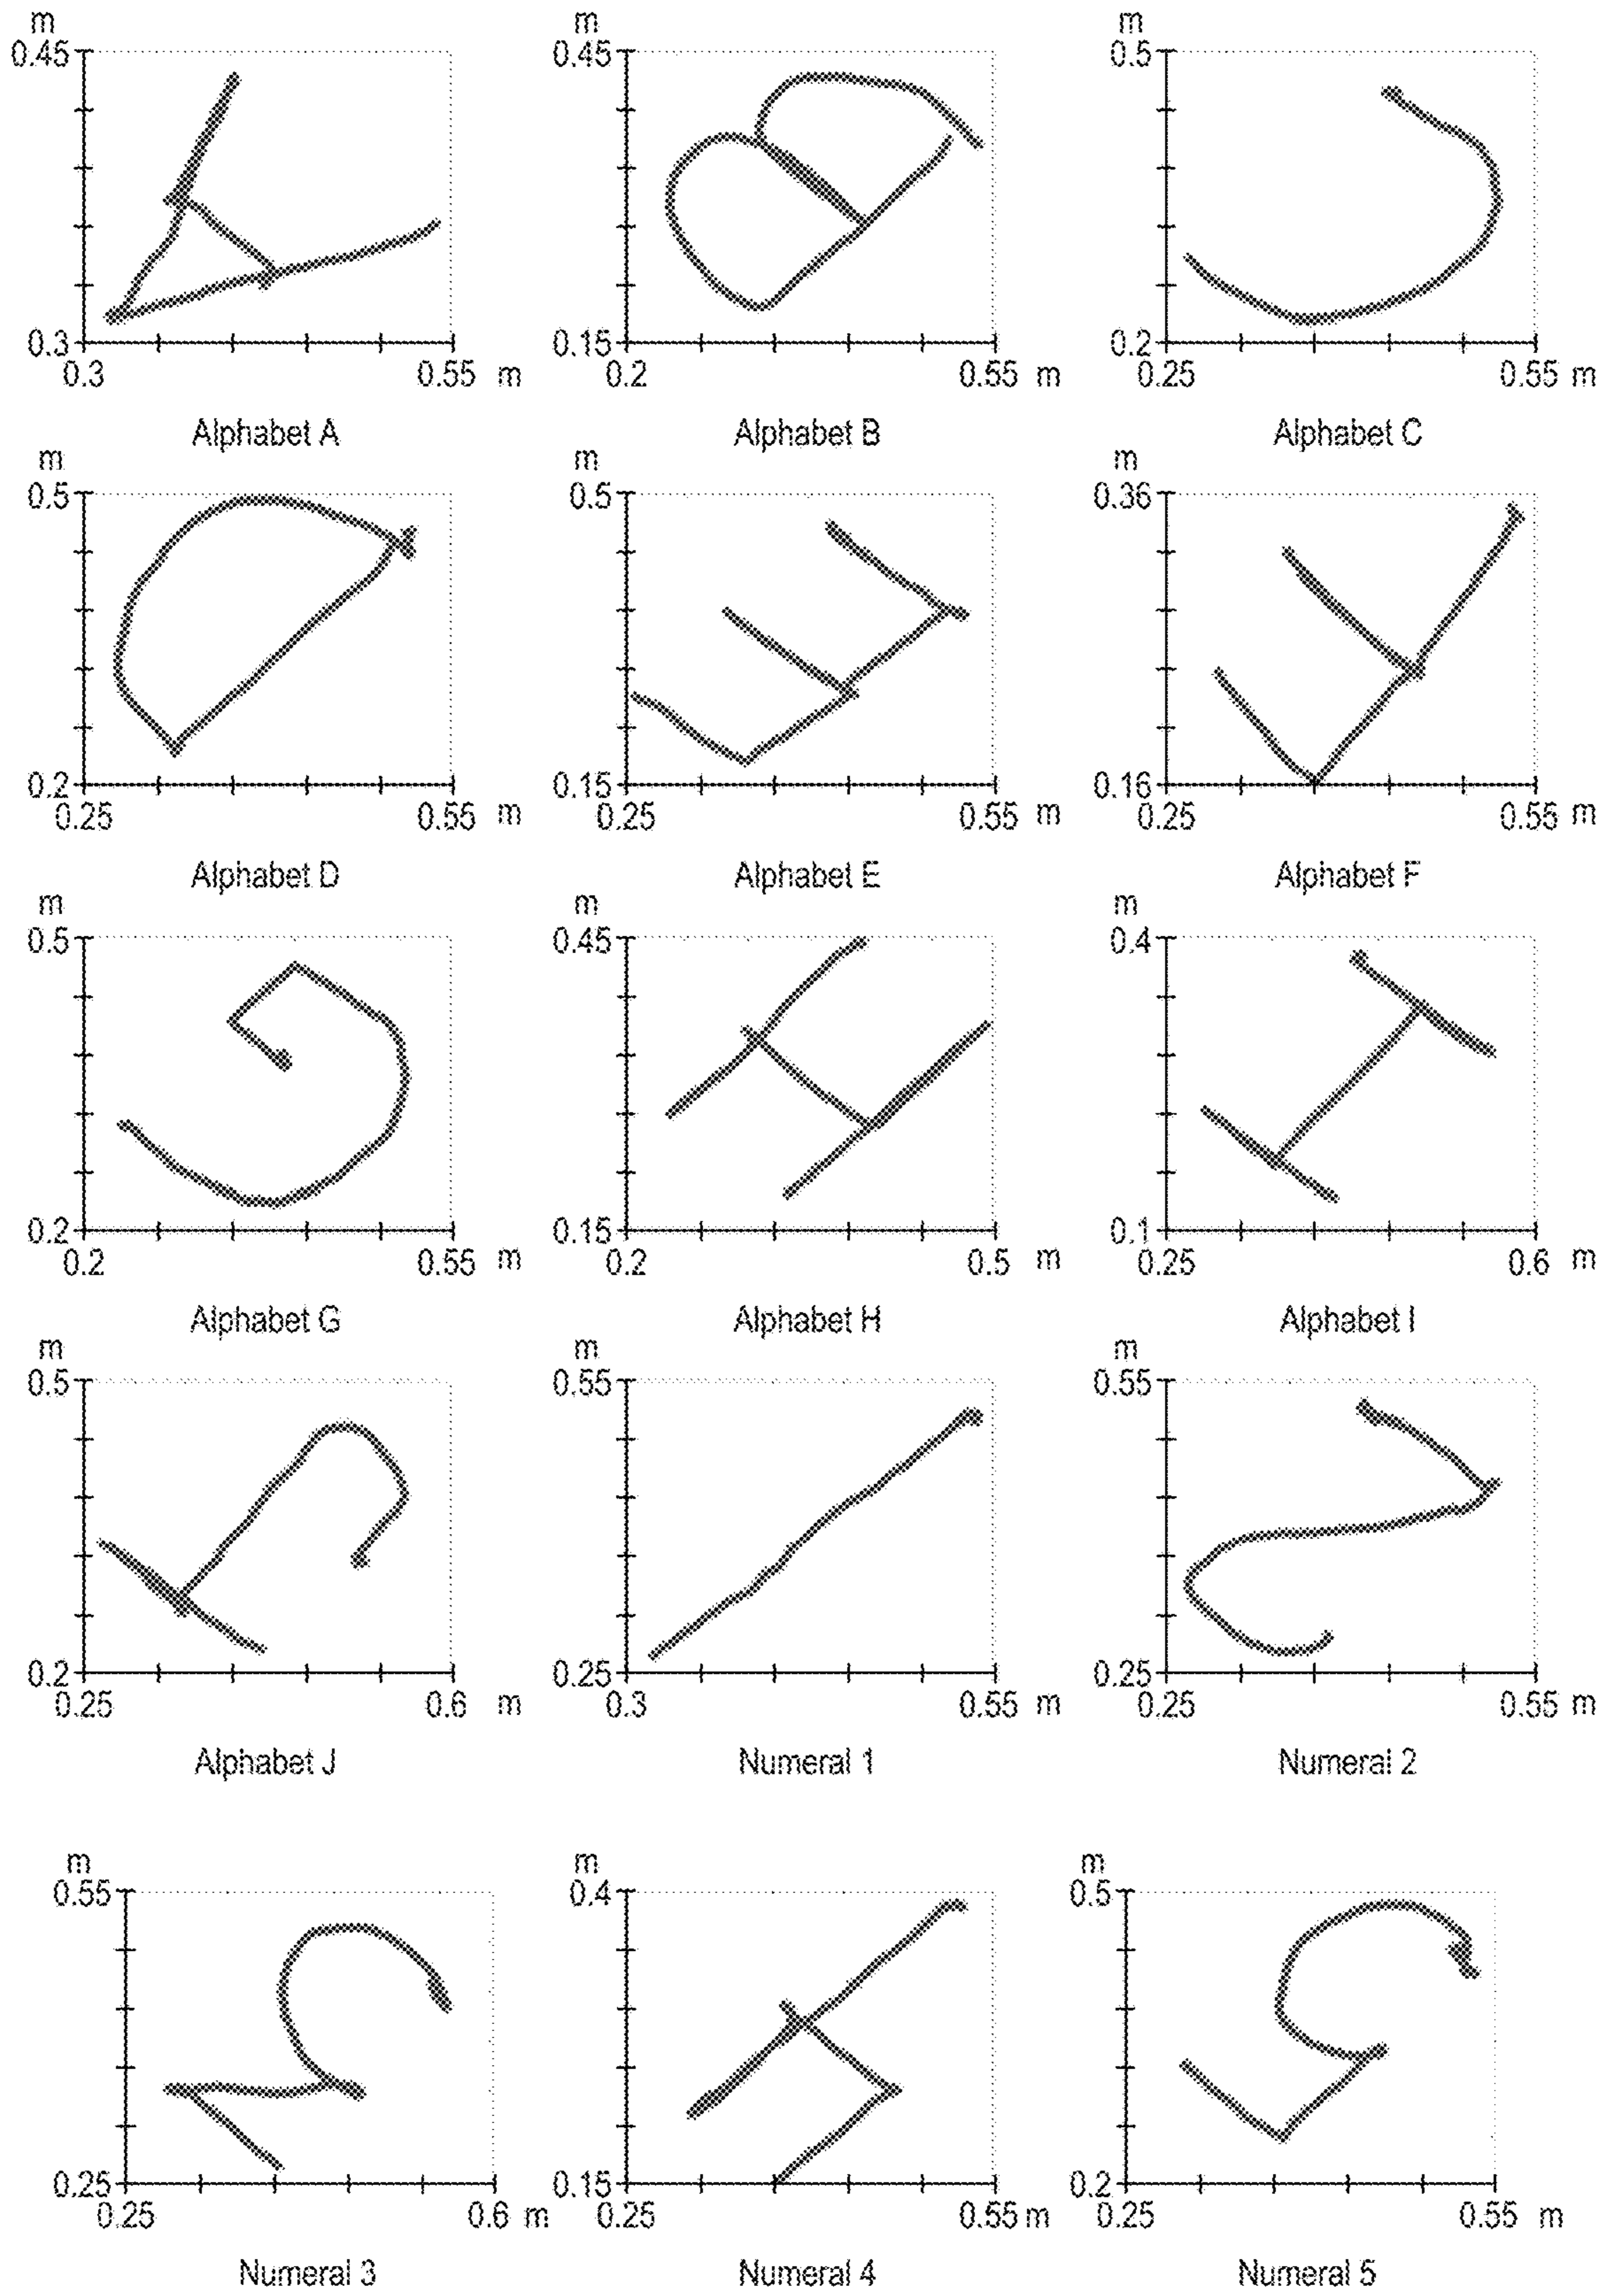 m m m
0.45 0.45 0.5
0.3 0.15 0.2
0.3 0.55 m 0.2 0.55 m 0.25 0.55 m
Alphabet A Alphabet B Alphabet C
m m m
0.5 0.5 0.36
0.2 0.15 0.16
0.25 0.55 m 0.25 0.55 m 0.25 0.55 m
Alphabet D Alphabet E Alphabet F
m m m
0.5 0.45 0.4
0.2 0.15 0.1
0.2 0.55 m 0.2 0.5 m 0.25 0.6 m
Alphabet G Alphabet H Alphabet I
m m m
0.5 0.55 0.55
0.2 0.25 0.25
0.25 0.6 m 0.3 0.55 m 0.25 0.55 m
Alphabet J Numeral 1 Numeral 2
m m m
0.55 0.4 0.5
0.25 0.15 0.2
0.25 0.6 m 0.25 0.55 m 0.25 0.55 m
Numeral 3 Numeral 4 Numeral 5